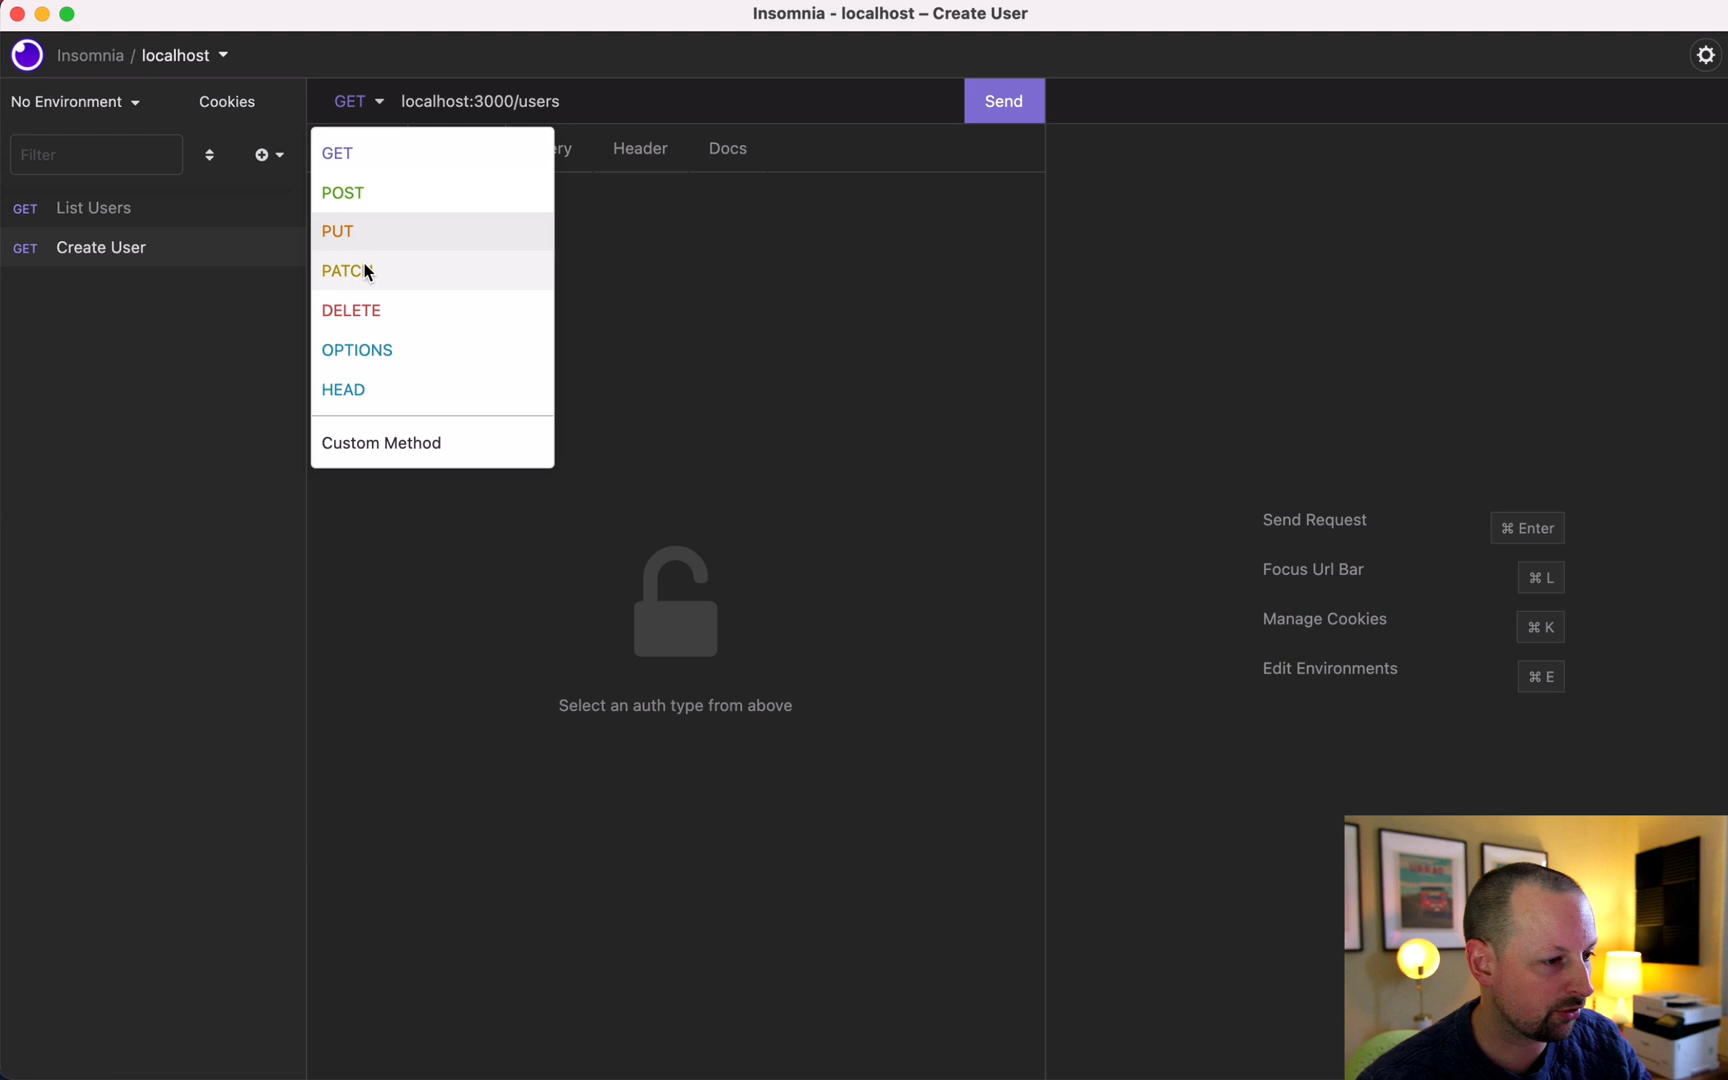 Insomnia - localhost – Create User
Insomnia / localhost
No Environment
Cookies
GET
localhost:3000/users
Send
Filter
GET List Users
GET Create User
GET
POST
PUT
PATCH
DELETE
OPTIONS
HEAD
Custom Method
ry
Header
Docs
Select an auth type from above
Send Request
⌘ Enter
Focus Url Bar
⌘ L
Manage Cookies
⌘ K
Edit Environments
⌘ E